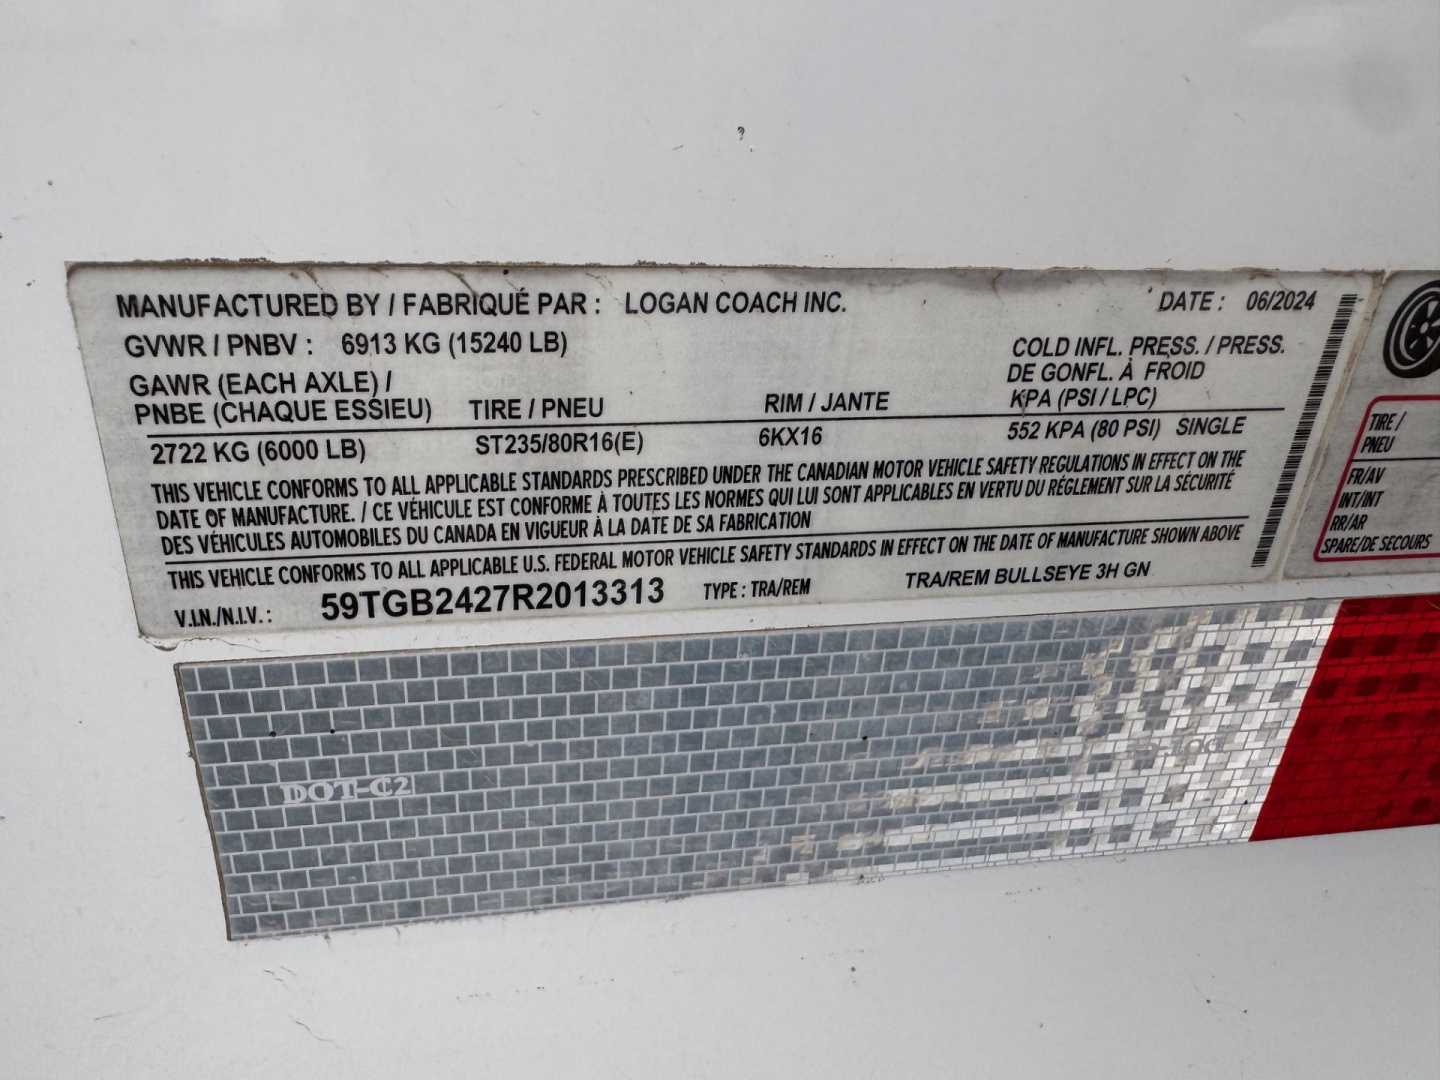 MANUFACTURED BY / FABRIQUÉ PAR : LOGAN COACH INC. DATE : 06/2024
GVWR / PNBV : 6913 KG (15240 LB)
COLD INFL. PRESS. / PRESS.
DE GONFL. À FROID
KPA (PSI / LPC)
GAWR (EACH AXLE) /
PNBE (CHAQUE ESSIEU) TIRE / PNEU RIM / JANTE
2722 KG (6000 LB) ST235/80R16(E) 6KX16 552 KPA (80 PSI) SINGLE
THIS VEHICLE CONFORMS TO ALL APPLICABLE STANDARDS PRESCRIBED UNDER THE CANADIAN MOTOR VEHICLE SAFETY REGULATIONS IN EFFECT ON THE
DATE OF MANUFACTURE. / CE VÉHICULE EST CONFORME À TOUTES LES NORMES QUI LUI SONT APPLICABLES EN VERTU DU RÈGLEMENT SUR LA SÉCURITÉ
DES VÉHICULES AUTOMOBILES DU CANADA EN VIGUEUR À LA DATE DE SA FABRICATION
THIS VEHICLE CONFORMS TO ALL APPLICABLE U.S. FEDERAL MOTOR VEHICLE SAFETY STANDARDS IN EFFECT ON THE DATE OF MANUFACTURE SHOWN ABOVE
V.I.N./N.I.V. : 59TGB2427R2013313 TYPE : TRA/REM TRA/REM BULLSEYE 3H GN
TIRE /
PNEU
FR/AV
INT/INT
RR/AR
SPARE/DE SECOURS
DOT-C2